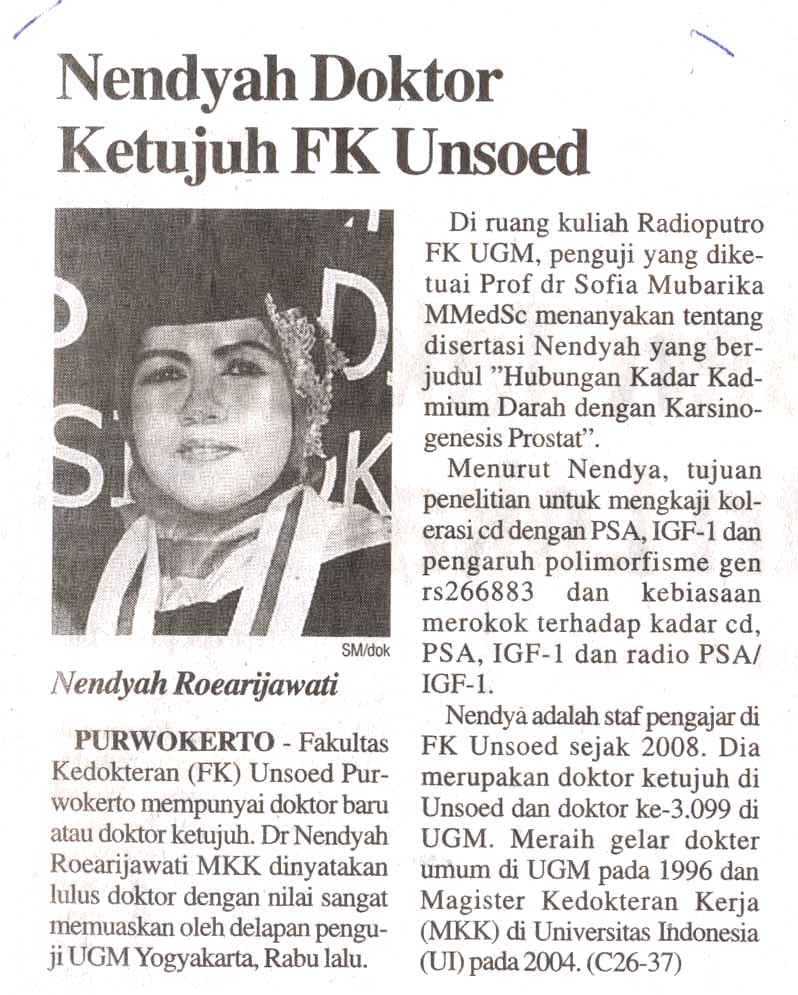 Nendyah Doktor
Ketujuh FK Unsoed
SM/dok
Nendyah Roearijawati
PURWOKERTO - Fakultas
Kedokteran (FK) Unsoed Pur-
wokerto mempunyai doktor baru
atau doktor ketujuh. Dr Nendyah
Roearijawati MKK dinyatakan
lulus doktor dengan nilai sangat
memuaskan oleh delapan pengu-
ji UGM Yogyakarta, Rabu lalu.
Di ruang kuliah Radioputro
FK UGM, penguji yang dike-
tuai Prof dr Sofia Mubarika
MMedSc menanyakan tentang
disertasi Nendyah yang ber-
judul ”Hubungan Kadar Kad-
mium Darah dengan Karsino-
genesis Prostat”.
Menurut Nendya, tujuan
penelitian untuk mengkaji kol-
erasi cd dengan PSA, IGF-1 dan
pengaruh polimorfisme gen
rs266883 dan kebiasaan
merokok terhadap kadar cd,
PSA, IGF-1 dan radio PSA/
IGF-1.
Nendya adalah staf pengajar di
FK Unsoed sejak 2008. Dia
merupakan doktor ketujuh di
Unsoed dan doktor ke-3.099 di
UGM. Meraih gelar dokter
umum di UGM pada 1996 dan
Magister Kedokteran Kerja
(MKK) di Universitas Indonesia
(UI) pada 2004. (C26-37)